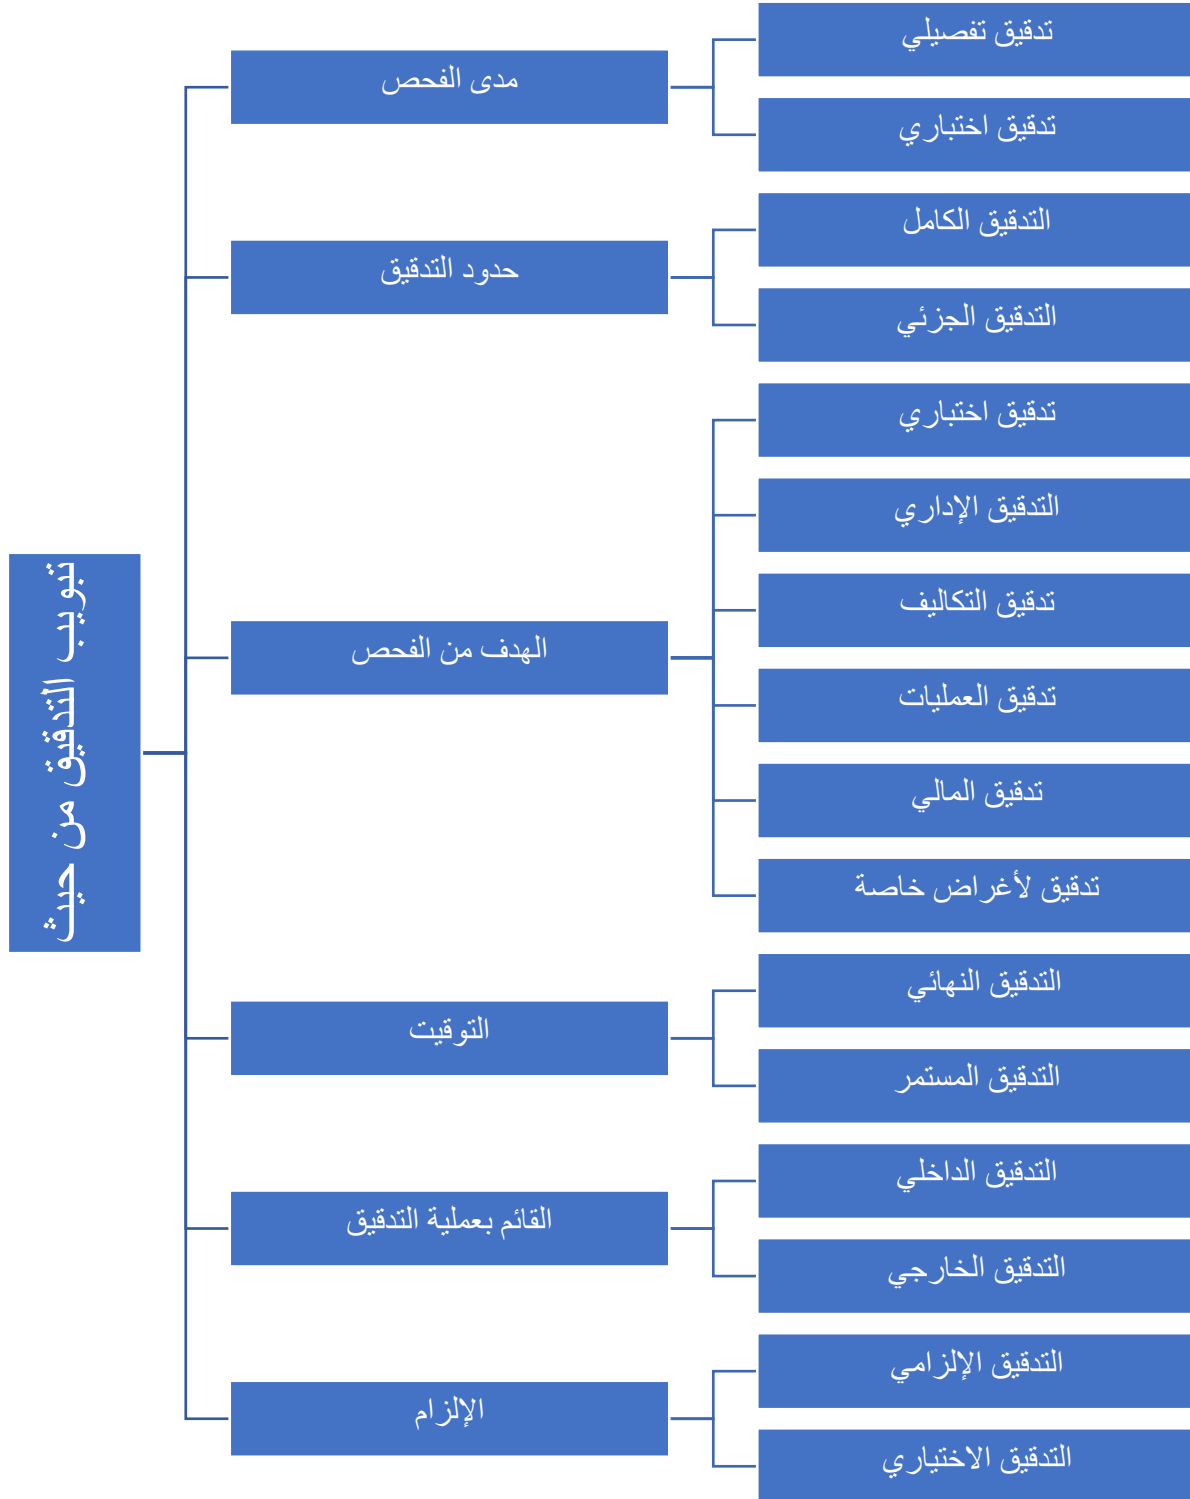 تبويب التدقيق من حيث
مدى الفحص
تدقيق تفصيلي
تدقيق اختباري
حدود التدقيق
التدقيق الكامل
التدقيق الجزئي
الهدف من الفحص
تدقيق اختباري
التدقيق الإداري
تدقيق التكاليف
تدقيق العمليات
تدقيق المالي
تدقيق لأغراض خاصة
التوقيت
التدقيق النهائي
التدقيق المستمر
القائم بعملية التدقيق
التدقيق الداخلي
التدقيق الخارجي
الإلزام
التدقيق الإلزامي
التدقيق الاختياري